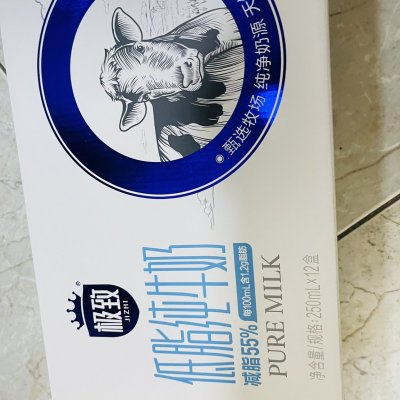 甄选牧场 纯净奶源 天
极致
JIZHI
®
低脂纯牛奶
减脂55% 每100mL含1.2g脂肪
PURE MILK
净含量/规格:250mL×12盒